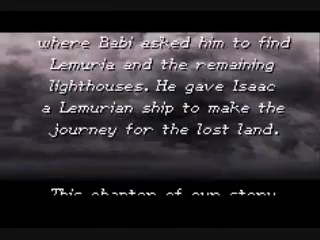 where Babi asked him to find
Lemuria and the remaining
lighthouses. He gave Isaac
a Lemurian ship to make the
journey for the lost land.
This chapter of our story